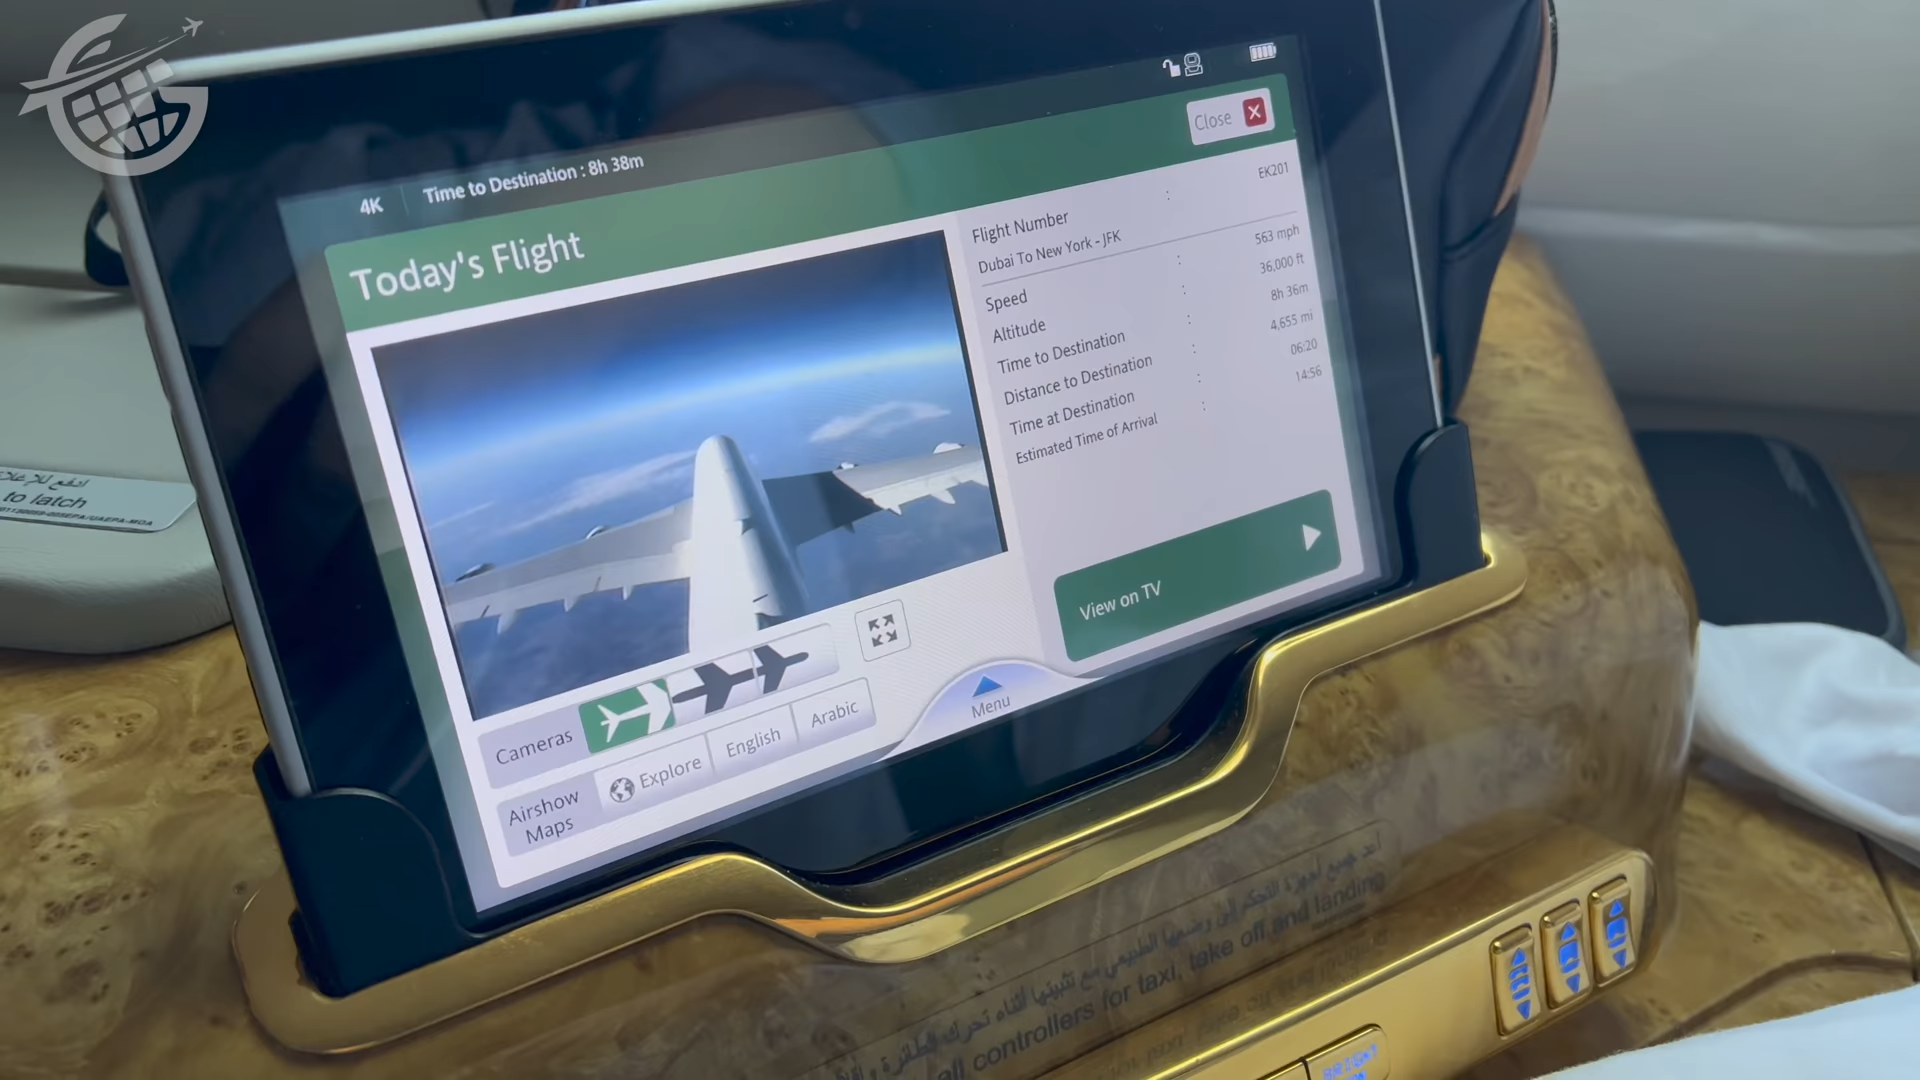 4K
Time to Destination : 8h 38m
Close
Today's Flight
Flight Number : EK201
Dubai To New York - JFK
Speed : 563 mph
Altitude : 36,000 ft
Time to Destination : 8h 36m
Distance to Destination : 4,655 mi
Time at Destination : 06:20
Estimated Time of Arrival : 14:56
View on TV
Menu
Cameras
Airshow Maps
Explore
English
Arabic
to latch
all controllers for taxi, take off and landing
BRIGHT